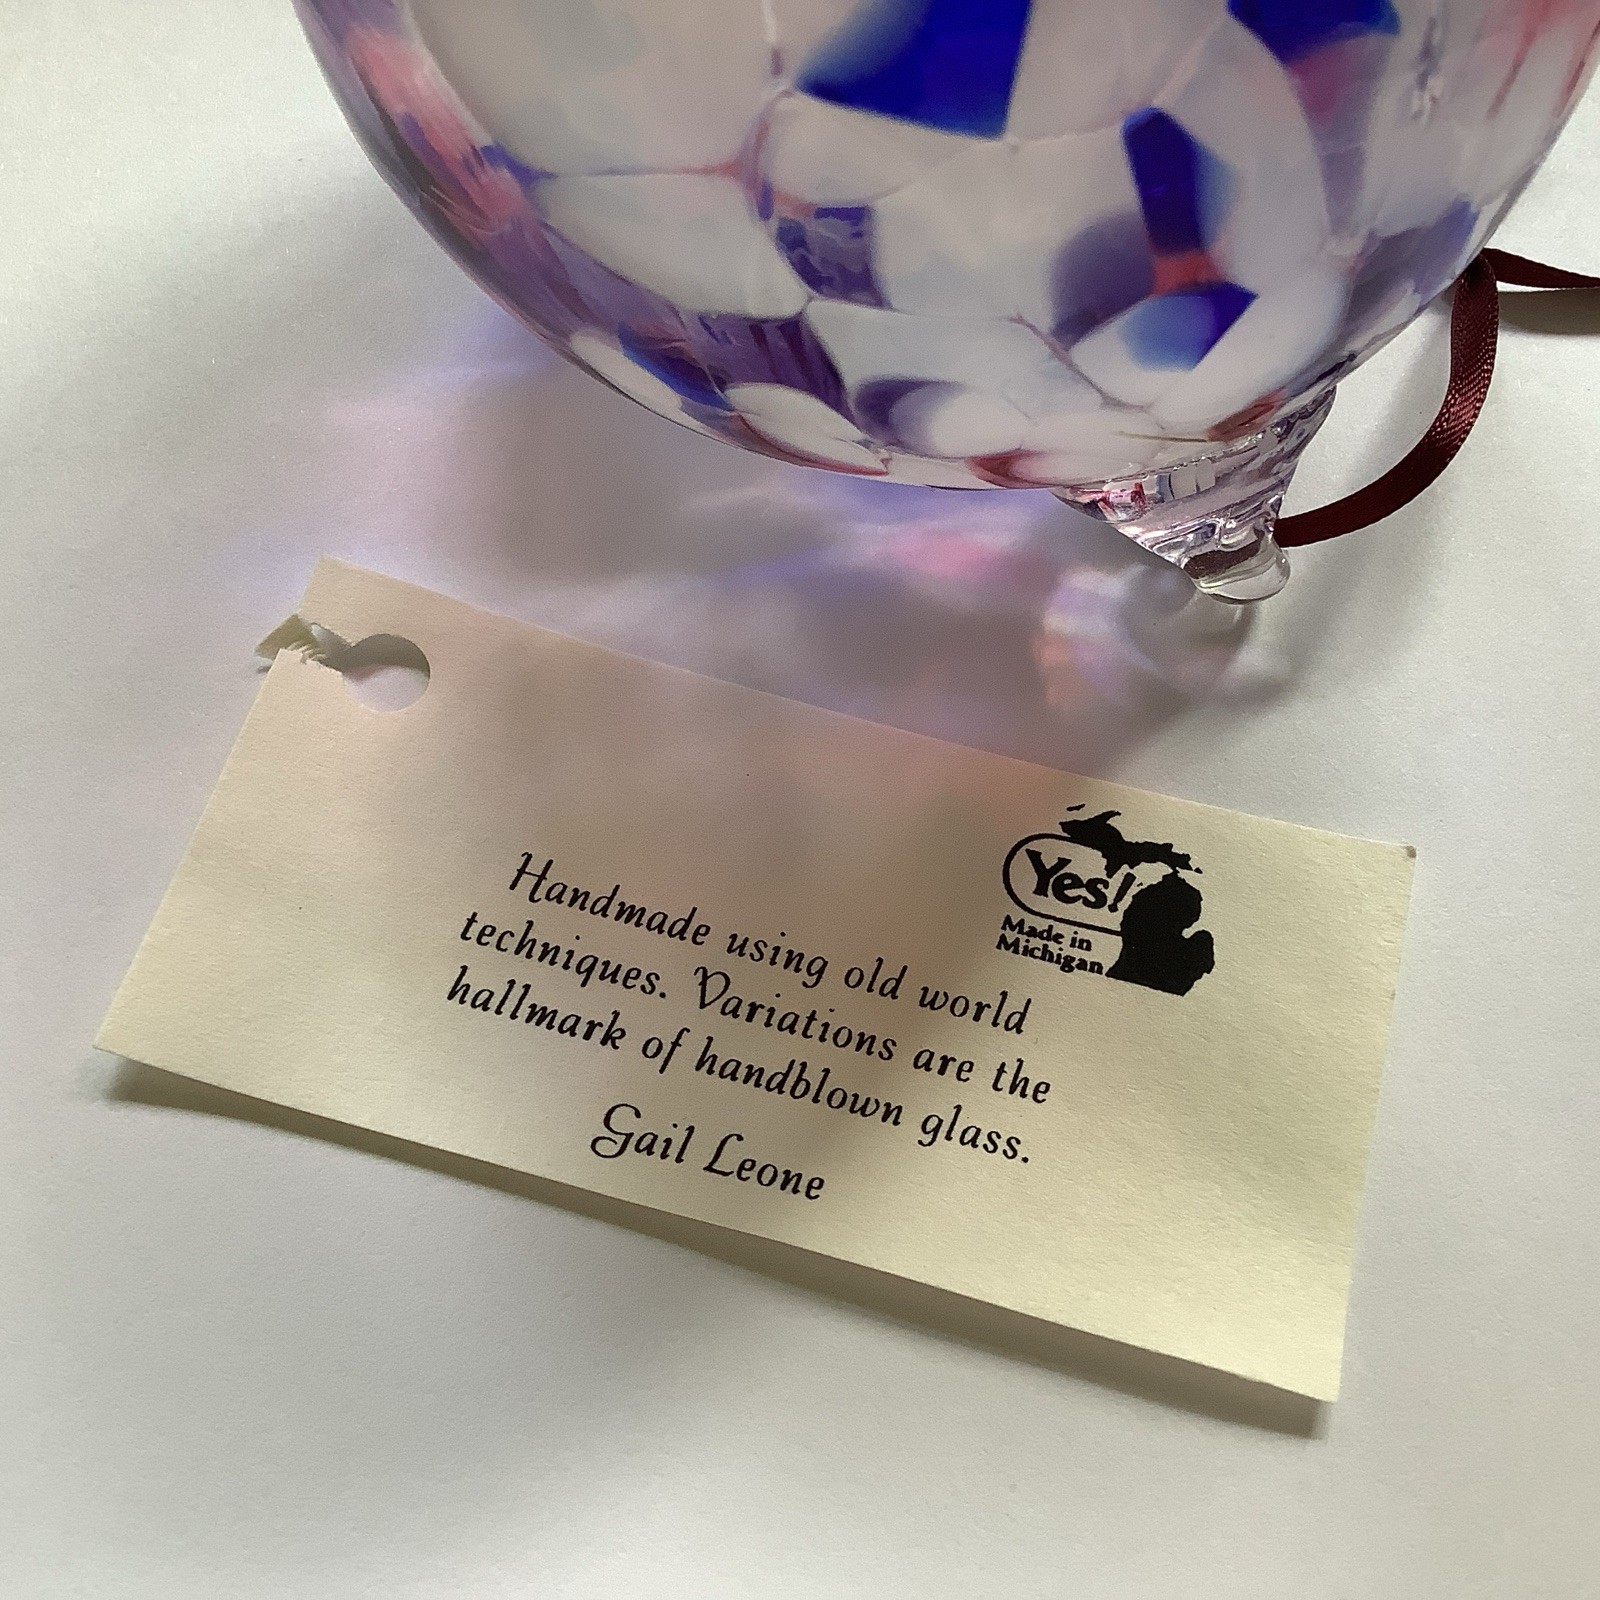 Yes!
Made in
Michigan
Handmade using old world
techniques. Variations are the
hallmark of handblown glass.
Gail Leone